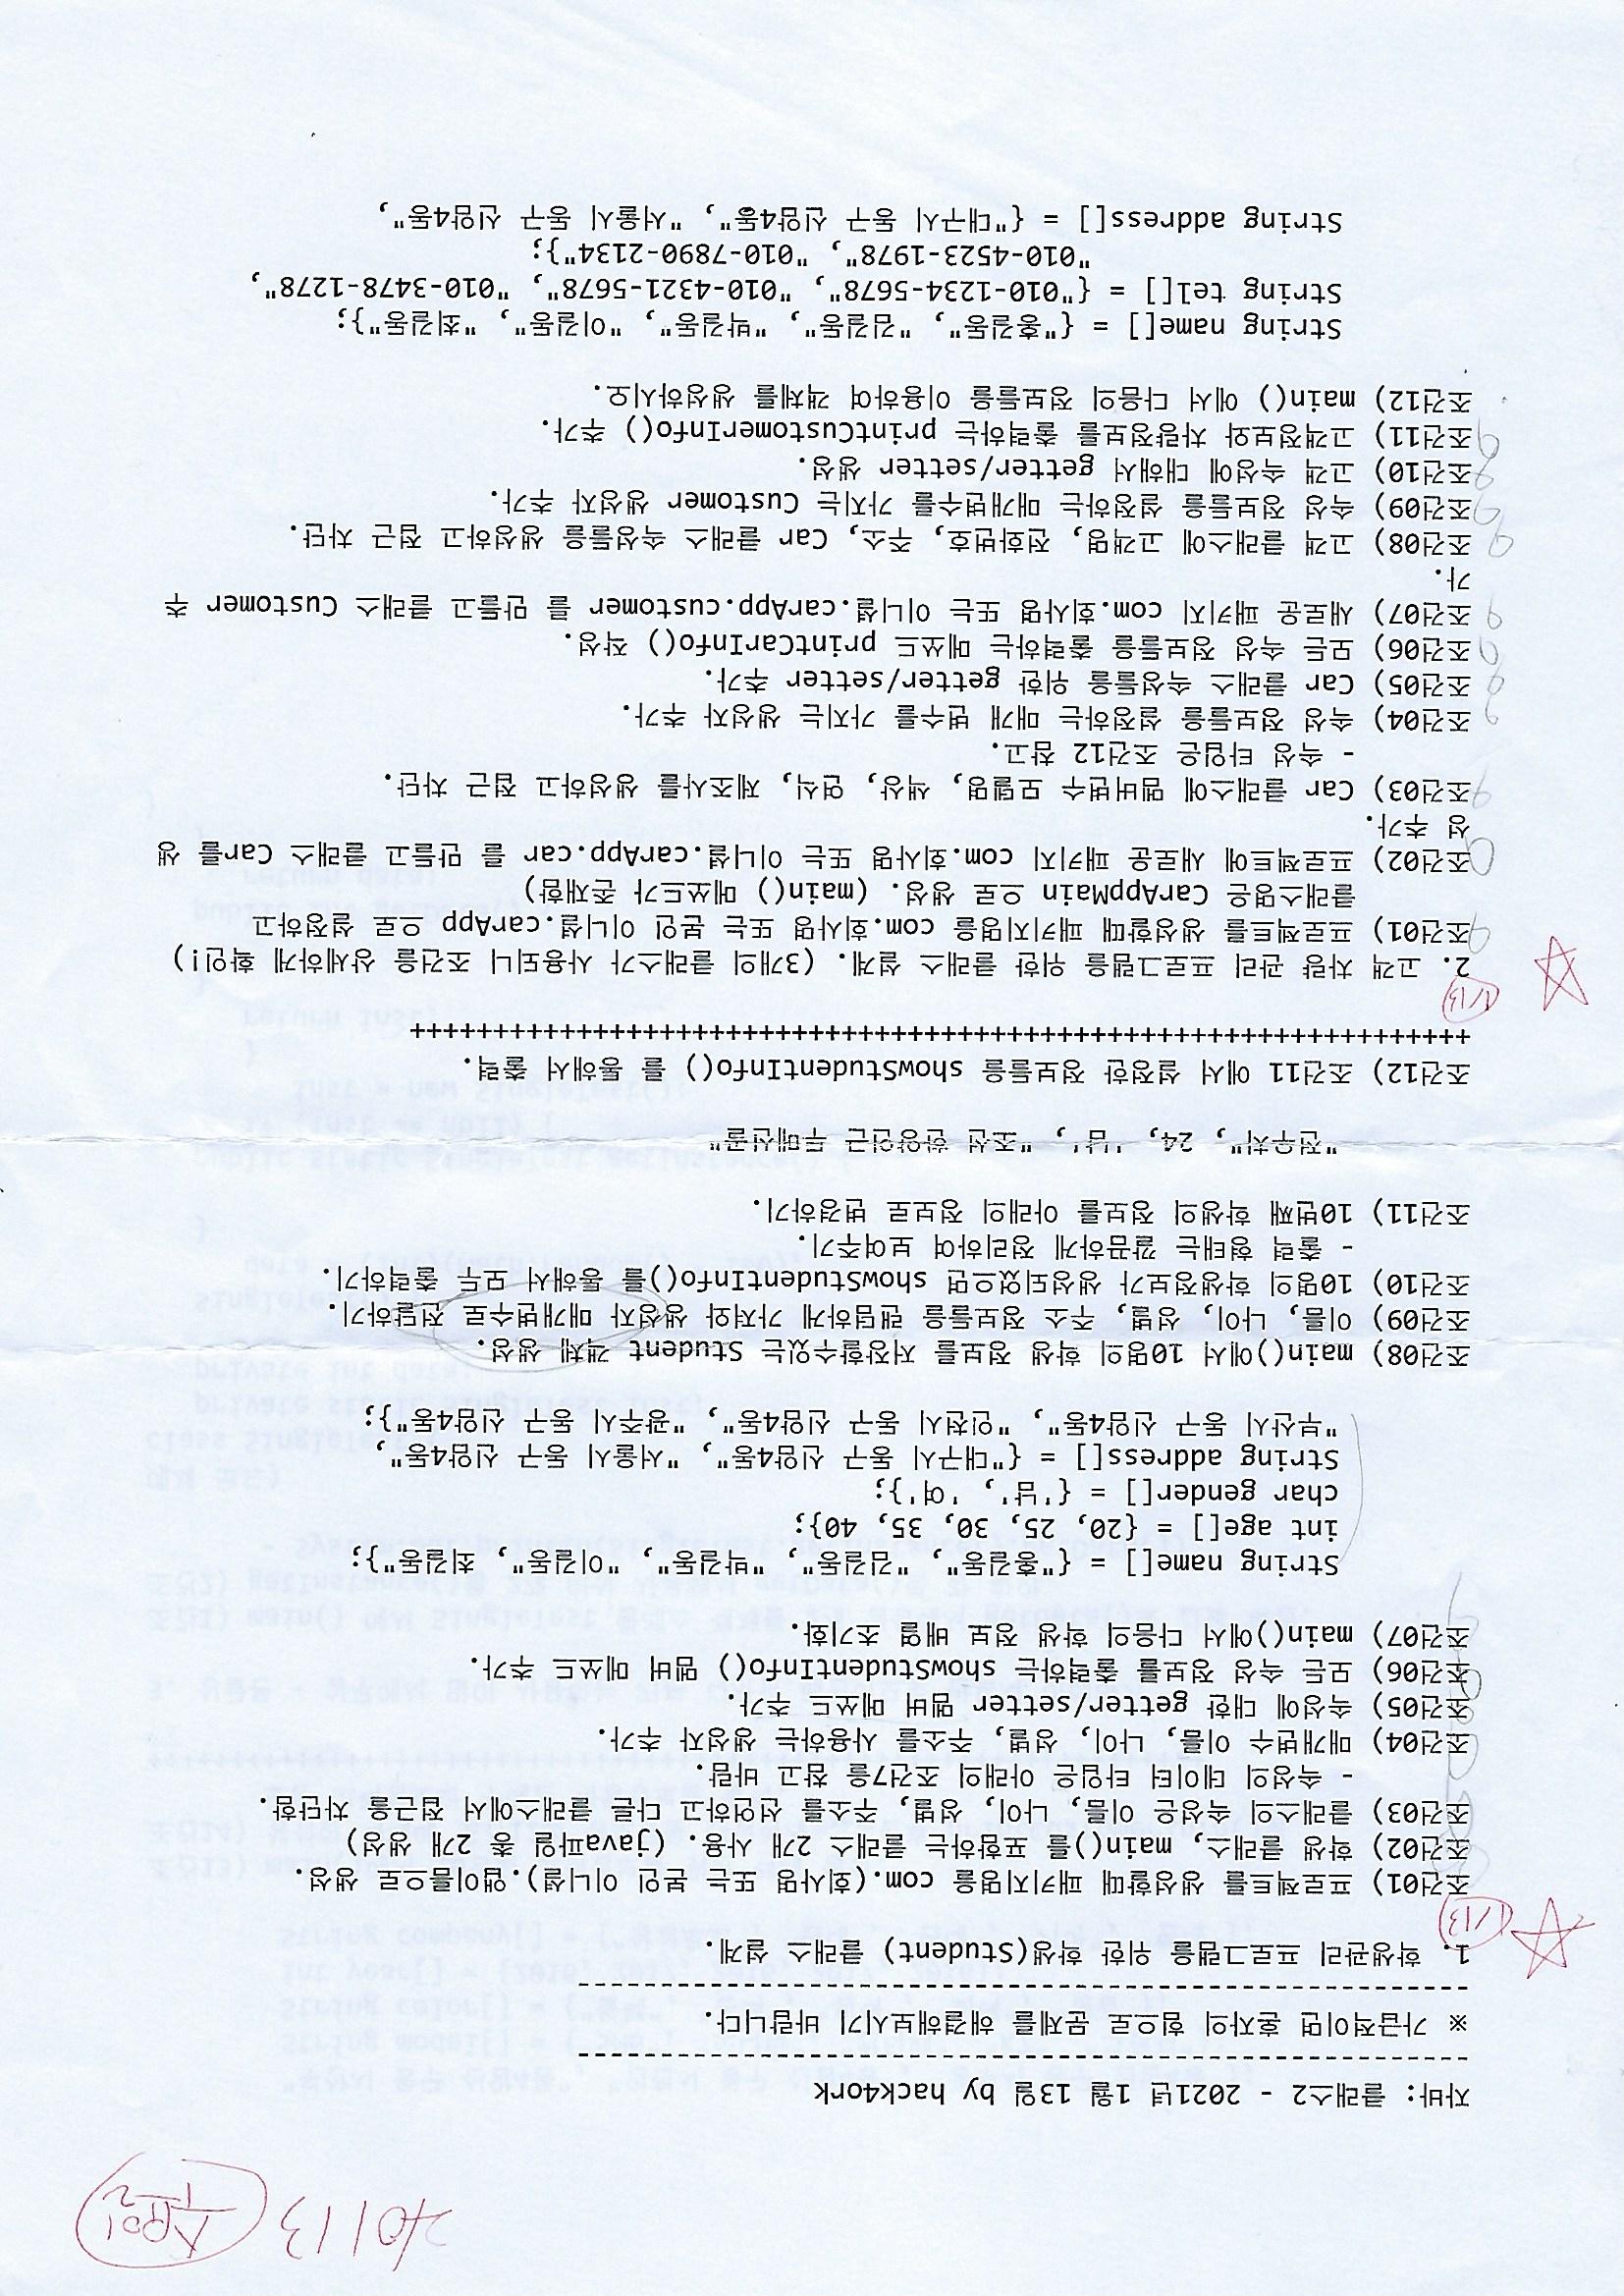 210113 수요일
자바: 클래스2 - 2021년 1월 13일 by hack4ork
------------------------------------------------------
※ 가급적이면 혼자의 힘으로 문제를 해결해보시기 바랍니다.
------------------------------------------------------
1. 학생관리 프로그램을 위한 학생(Student) 클래스 설계.
1/13
조건01) 프로젝트를 생성할때 패키지명을 com.(회사명 또는 본인 이니셜).앱이름으로 생성.
조건02) 학생 클래스, main()를 포함하는 클래스 2개 사용. (java파일 총 2개 생성)
조건03) 클래스의 속성은 이름, 나이, 성별, 주소를 선언하고 다른 클래스에서 접근을 차단함.
- 속성의 데이터 타입은 아래의 조건7을 참고 바람.
조건04) 매개변수 이름, 나이, 성별, 주소를 사용하는 생성자 추가.
조건05) 속성에 대한 getter/setter 멤버 메쏘드 추가.
조건06) 모든 속성 정보를 출력하는 showStudentInfo() 멤버 메쏘드 추가.
조건07) main()에서 다음의 학생 정보 배열 초기화.
String name[] = {"홍길동", "김길동", "박길동", "이길동", 최길동"};
int age[] = {20, 25, 30, 35, 40};
char gender[] = {'남', '여'};
String address[] = {"대구시 동구 신암4동", "서울시 동구 신암4동",
"부산시 동구 신암4동", "인천시 동구 신암4동", "광주시 동구 신암4동"};
조건08) main()에서 10명의 학생 정보를 저장할수있는 Student 객체 생성.
조건09) 이름, 나이, 성별, 주소 정보들을 랜덤하게 가져와 생성자 매개변수로 전달하기.
조건10) 10명의 학생정보가 생성되었으면 showStudentInfo()를 통해서 모두 출력하기.
- 출력 형태는 깔끔하게 정리하여 보여주기.
조건11) 10번째 학생의 정보를 아래의 정보로 변경하기.
"전우치", 24, '남', "조선 한양인근 두메산골"
조건12) 조건11 에서 설정한 정보들을 showStudentInfo() 를 통해서 출력.
+++++++++++++++++++++++++++++++++++++++++++++++++++++++++++++++++
1/13
2. 고객 차량 관리 프로그램을 위한 클래스 설계. (3개의 클래스가 사용되니 조건을 상세하게 확인!)
조건01) 프로젝트를 생성할때 패키지명을 com.회사명 또는 본인 이니셜.carApp 으로 설정하고
클래스명은 CarAppMain 으로 생성. (main() 메쏘드가 존재함)
조건02) 프로젝트에 새로운 패키지 com.회사명 또는 이니셜.carApp.car 를 만들고 클래스 Car를 생
성 추가.
조건03) Car 클래스에 멤버변수 모델명, 색상, 연식, 제조사를 생성하고 접근 차단.
- 속성 타입은 조건12 참고.
조건04) 속성 정보들을 설정하는 매개 변수를 가지는 생성자 추가.
조건05) Car 클래스 속성들을 위한 getter/setter 추가.
조건06) 모든 속성 정보들을 출력하는 메쏘드 printCarInfo() 작성.
조건07) 새로운 패키지 com.회사명 또는 이니셜.carApp.customer 를 만들고 클래스 Customer 추
가.
조건08) 고객 클래스에 고객명, 전화번호, 주소, Car 클래스 속성들을 생성하고 접근 차단.
조건09) 속성 정보들을 설정하는 매개변수를 가지는 Customer 생성자 추가.
조건10) 고객 속성에 대해서 getter/setter 생성.
조건11) 고객정보와 차량정보를 출력하는 printCustomerInfo() 추가.
조건12) main() 에서 다음의 정보들을 이용하여 객체를 생성하시오.
String name[] = {"홍길동", "김길동", "박길동", "이길동", "최길동"};
String tel[] = {"010-1234-5678", "010-4321-5678", "010-3478-1278",
"010-4523-1978", "010-7890-2134"};
String address[] = {"대구시 동구 신암4동", "서울시 동구 신암4동",